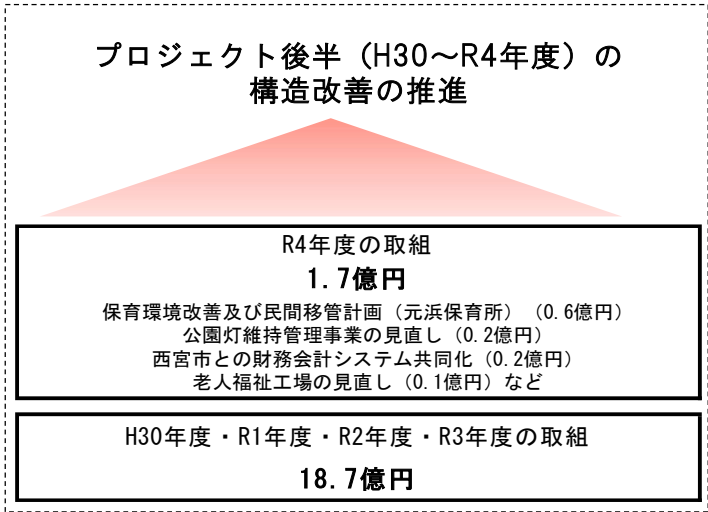 プロジェクト後半（H30～R4年度）の
構造改善の推進
R4年度の取組
1.7億円
保育環境改善及び民間移管計画（元浜保育所）（0.6億円）
公園灯維持管理事業の見直し（0.2億円）
西宮市との財務会計システム共同化（0.2億円）
老人福祉工場の見直し（0.1億円）など
H30年度・R1年度・R2年度・R3年度の取組
18.7億円